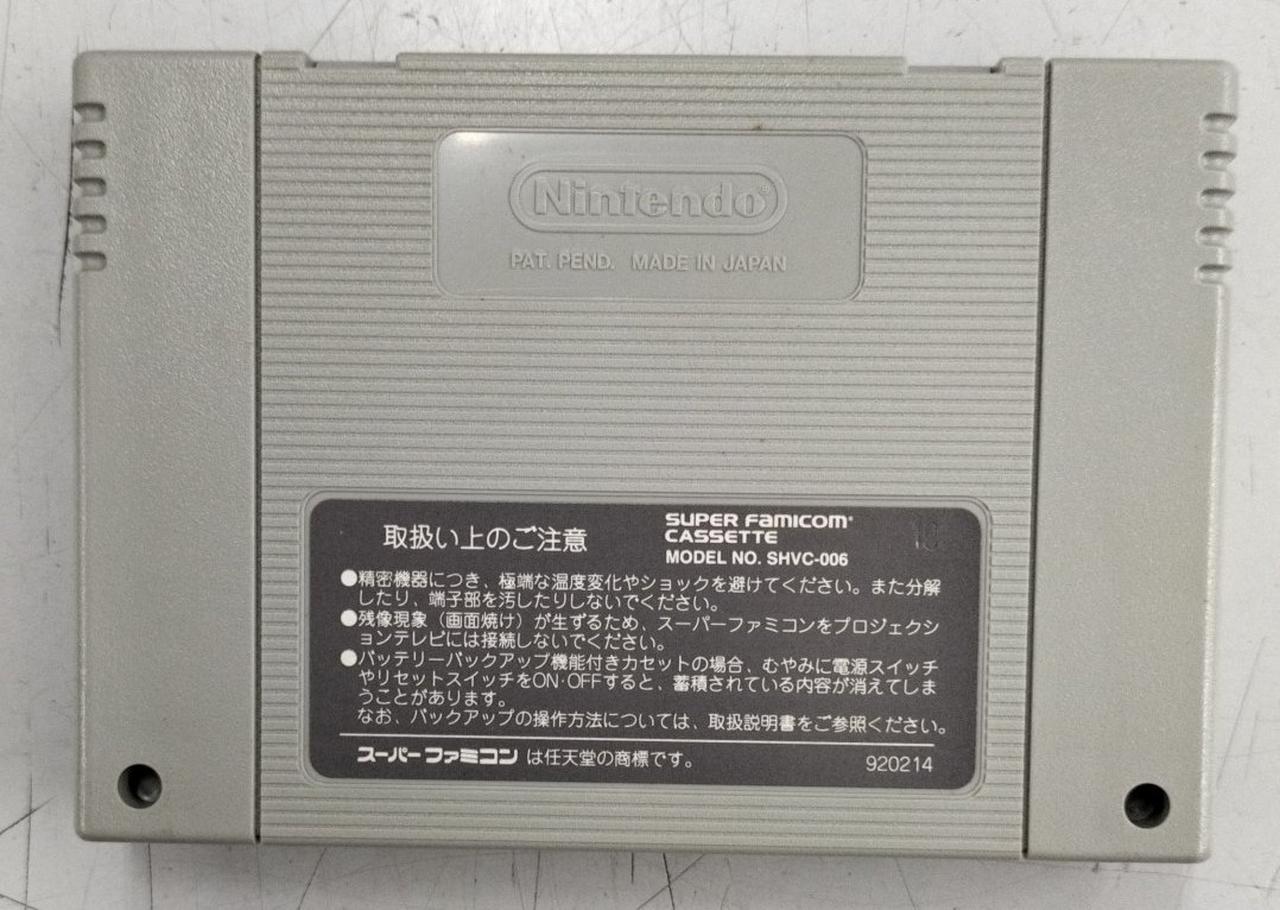 Nintendo®
PAT. PEND. MADE IN JAPAN
取扱い上のご注意
SUPER FAMICOM®
CASSETTE
MODEL NO. SHVC-006
10
●精密機器につき、極端な温度変化やショックを避けてください。また分解
したり、端子部を汚したりしないでください。
●残像現象（画面焼け）が生ずるため、スーパーファミコンをプロジェクシ
ョンテレビには接続しないでください。
●バッテリーバックアップ機能付きカセットの場合、むやみに電源スイッチ
やリセットスイッチをON·OFFすると、蓄積されている内容が消えてしま
うことがあります。
なお、バックアップの操作方法については、取扱説明書をご参照ください。
スーパーファミコン は任天堂の商標です。
920214